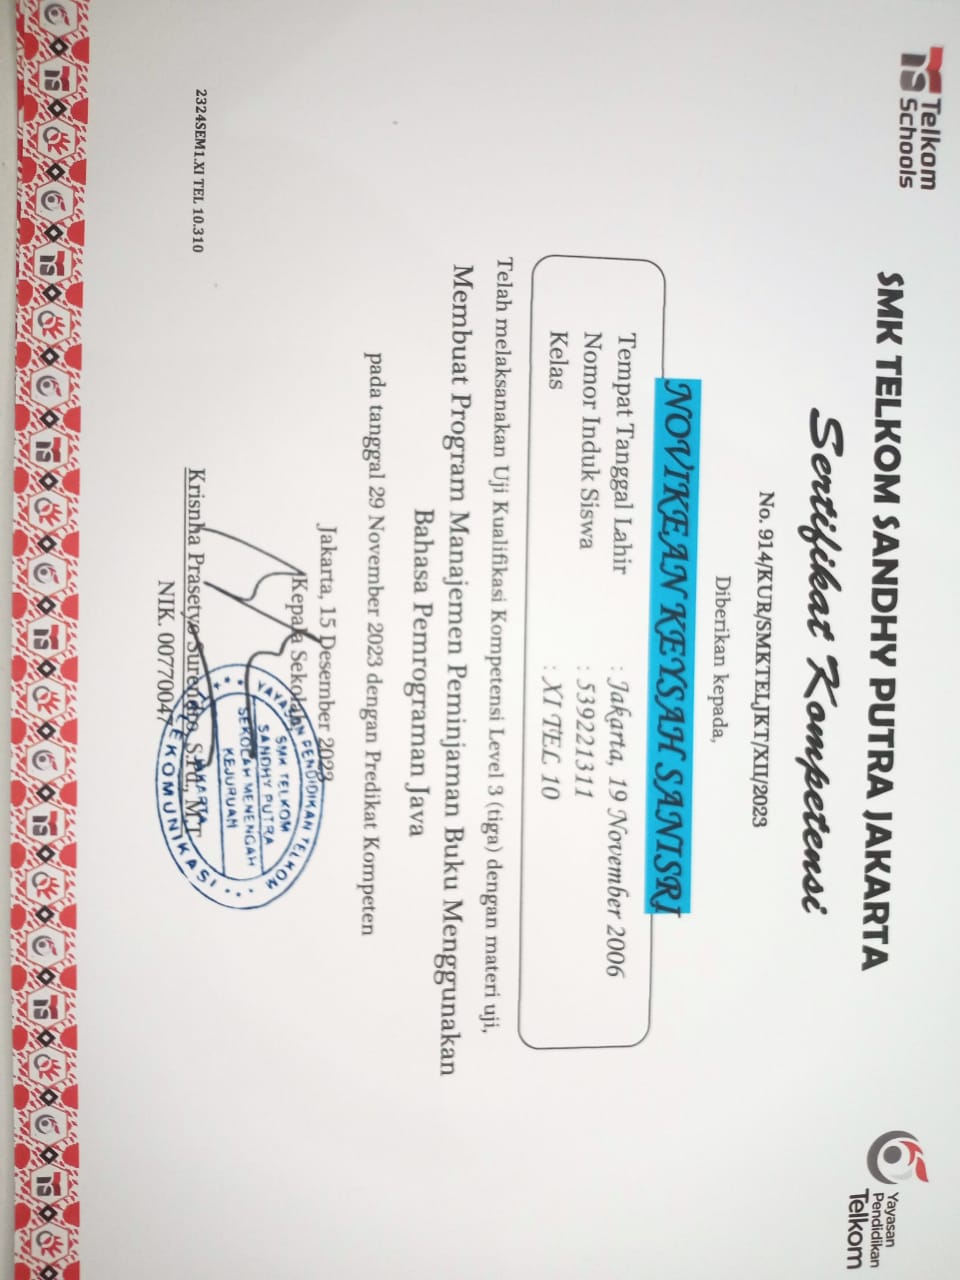 Telkom
Schools
Yayasan
Pendidikan
Telkom
SMK TELKOM SANDHY PUTRA JAKARTA
Sertifikat Kompetensi
No. 914/KUR/SMKTELJKT/XII/2023
Diberikan kepada,
NOVIKEAN KEYSAH SANISRI
Tempat Tanggal Lahir : Jakarta, 19 November 2006
Nomor Induk Siswa : 539221311
Kelas : XI TEL 10
Telah melaksanakan Uji Kualifikasi Kompetensi Level 3 (tiga) dengan materi uji,
Membuat Program Manajemen Peminjaman Buku Menggunakan
Bahasa Pemrograman Java
pada tanggal 29 November 2023 dengan Predikat Kompeten
Jakarta, 15 Desember 2023
Kepala Sekolah
YAYASAN PENDIDIKAN TELKOM
SMK TELKOM
SANDHY PUTRA
SEKOLAH MENENGAH
KEJURUAN
JAKARTA
TELEKOMUNIKASI
Krisnha Prasetyo Surendro, S.Pd., M.T
NIK. 00770047
2324SEM1.XI TEL 10.310